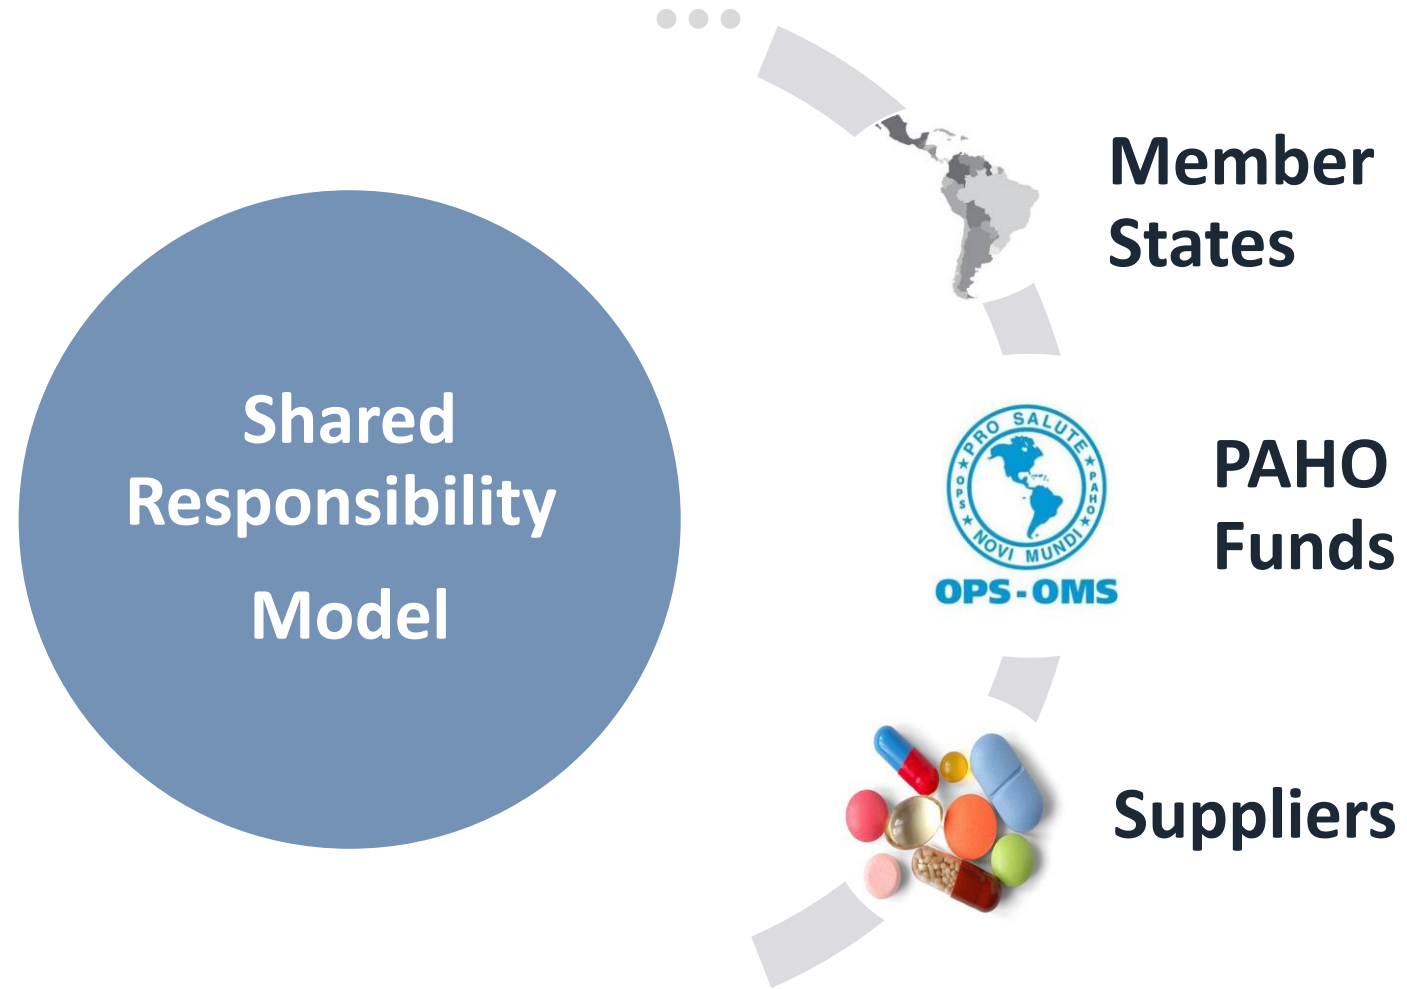 Shared
Responsibility
Model
Member
States
PRO SALUTE
OPS
PAHO
NOVI MUNDI
OPS-OMS
PAHO
Funds
Suppliers